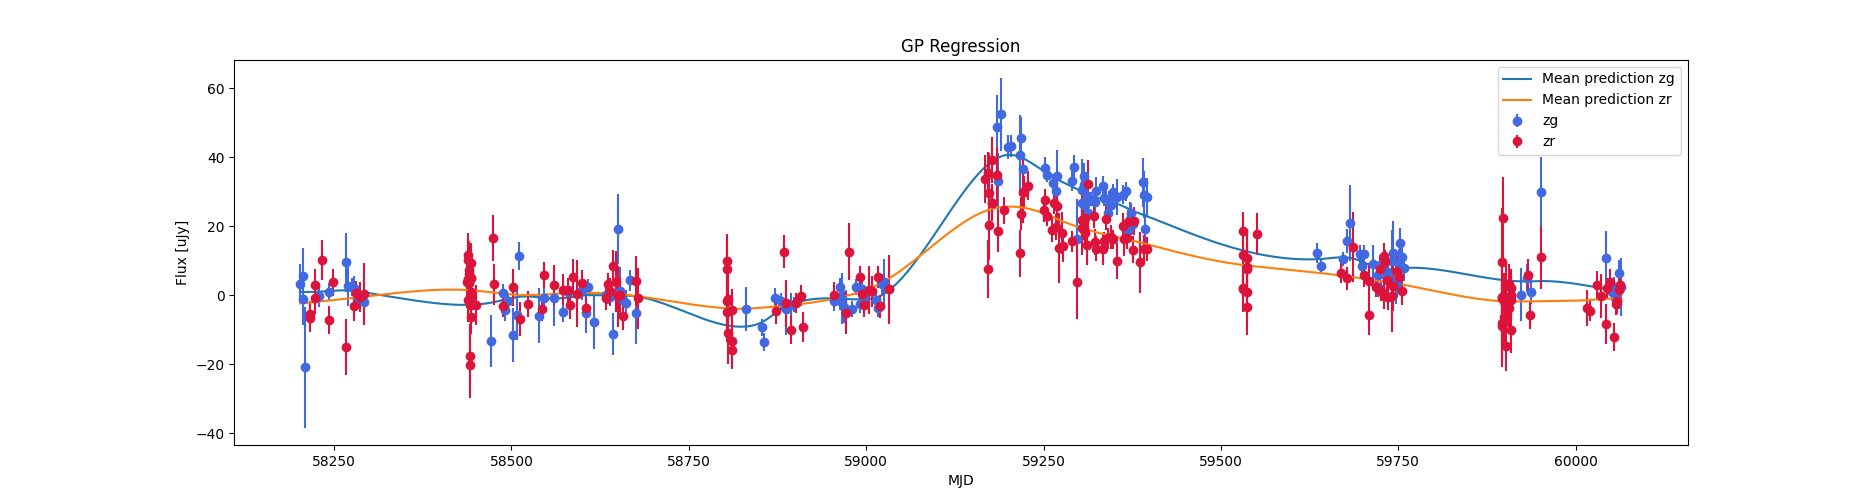 GP Regression
Flux [uJy]
60
40
20
0
−20
−40
Mean prediction zg
Mean prediction zr
zg
zr
58250
58500
58750
59000
59250
59500
59750
60000
MJD